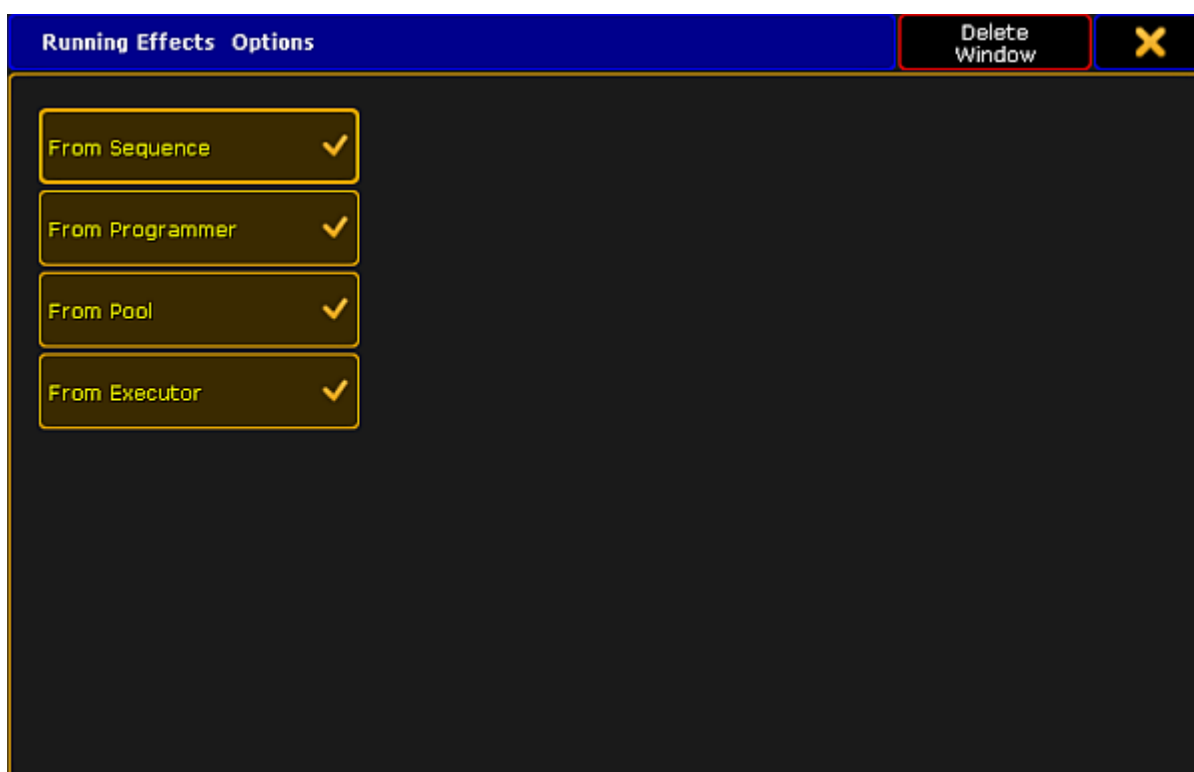 Running Effects Options
Delete
Window
From Sequence
From Programmer
From Pool
From Executor